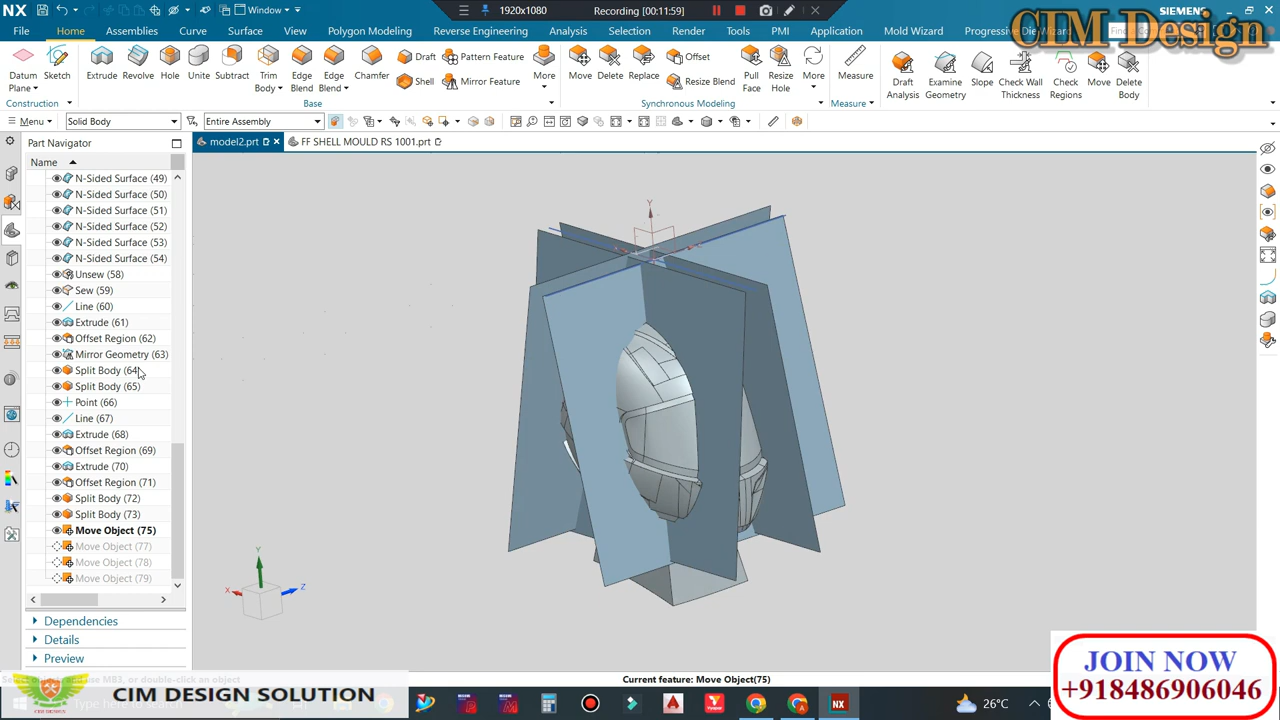 NX Window 1920x1080 Recording [00:11:59] SIEMENS
CIM Design
File Home Assemblies Curve Surface View Polygon Modeling Reverse Engineering Analysis Selection Render Tools PMI Application Mold Wizard Progressive Die Wizard
Datum Plane Sketch Extrude Revolve Hole Unite Subtract Trim Body Edge Blend Edge Blend Chamfer Draft Shell Pattern Feature Mirror Feature More Move Delete Replace Offset Resize Blend Pull Face Resize Hole More Measure Draft Analysis Examine Geometry Slope Check Wall Thickness Check Regions Move Delete Body
Construction Base Synchronous Modeling Measure
Menu Solid Body Entire Assembly
Part Navigator model2.prt FF SHELL MOULD RS 1001.prt
Name
N-Sided Surface (49)
N-Sided Surface (50)
N-Sided Surface (51)
N-Sided Surface (52)
N-Sided Surface (53)
N-Sided Surface (54)
Unsew (58)
Sew (59)
Line (60)
Extrude (61)
Offset Region (62)
Mirror Geometry (63)
Split Body (64)
Split Body (65)
Point (66)
Line (67)
Extrude (68)
Offset Region (69)
Extrude (70)
Offset Region (71)
Split Body (72)
Split Body (73)
Move Object (75)
Move Object (77)
Move Object (78)
Move Object (79)
Y
Y
X
Z
Dependencies
Details
Preview
Current feature: Move Object(75)
CIM DESIGN SOLUTION
26°C
JOIN NOW
+918486906046